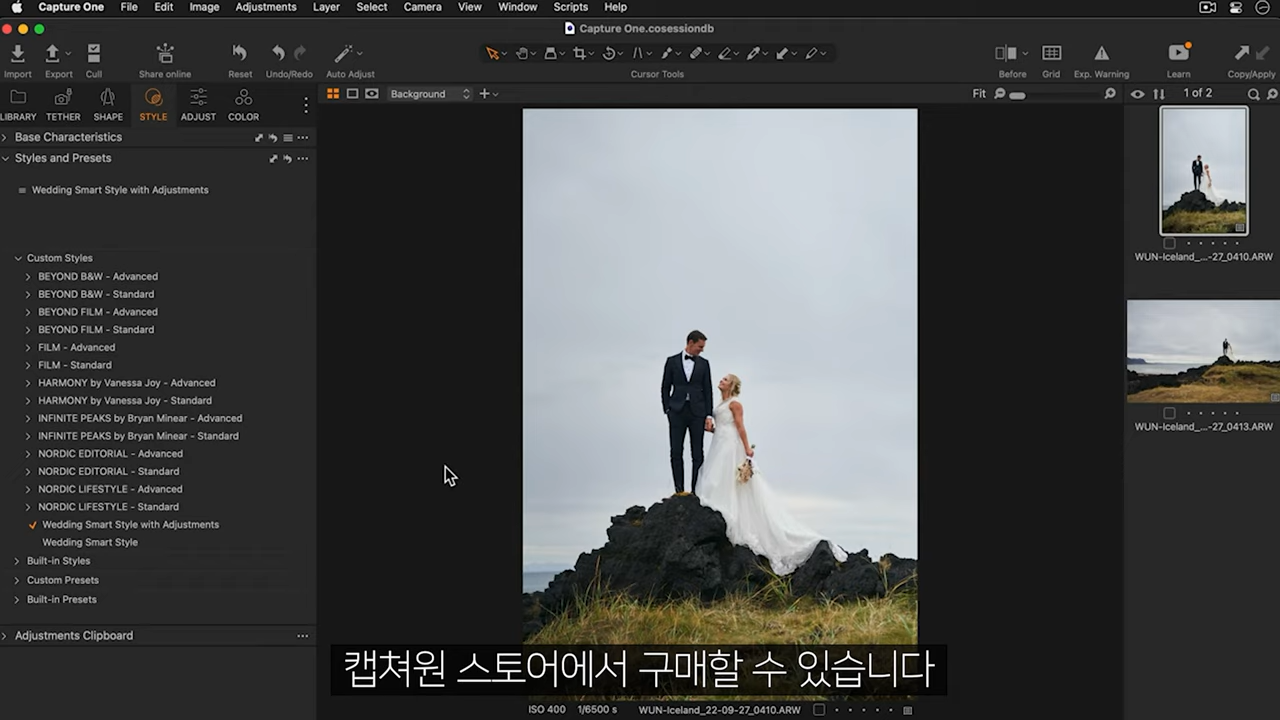 Capture One File Edit Image Adjustments Layer Select Camera View Window Scripts Help
Capture One.cosessiondb
Import Export Cull Share online Reset Undo/Redo Auto Adjust Cursor Tools Before Grid Exp. Warning Learn Copy/Apply
LIBRARY TETHER SHAPE STYLE ADJUST COLOR
Background
Fit
1 of 2
Base Characteristics
Styles and Presets
Wedding Smart Style with Adjustments
Custom Styles
BEYOND B&W - Advanced
BEYOND B&W - Standard
BEYOND FILM - Advanced
BEYOND FILM - Standard
FILM - Advanced
FILM - Standard
HARMONY by Vanessa Joy - Advanced
HARMONY by Vanessa Joy - Standard
INFINITE PEAKS by Bryan Minear - Advanced
INFINITE PEAKS by Bryan Minear - Standard
NORDIC EDITORIAL - Advanced
NORDIC EDITORIAL - Standard
NORDIC LIFESTYLE - Advanced
NORDIC LIFESTYLE - Standard
Wedding Smart Style with Adjustments
Wedding Smart Style
Built-in Styles
Custom Presets
Built-in Presets
Adjustments Clipboard
WUN-Iceland_...-27_0410.ARW
WUN-Iceland_...-27_0413.ARW
캡쳐원 스토어에서 구매할 수 있습니다
ISO 400 1/6500 s WUN-Iceland_22-09-27_0410.ARW